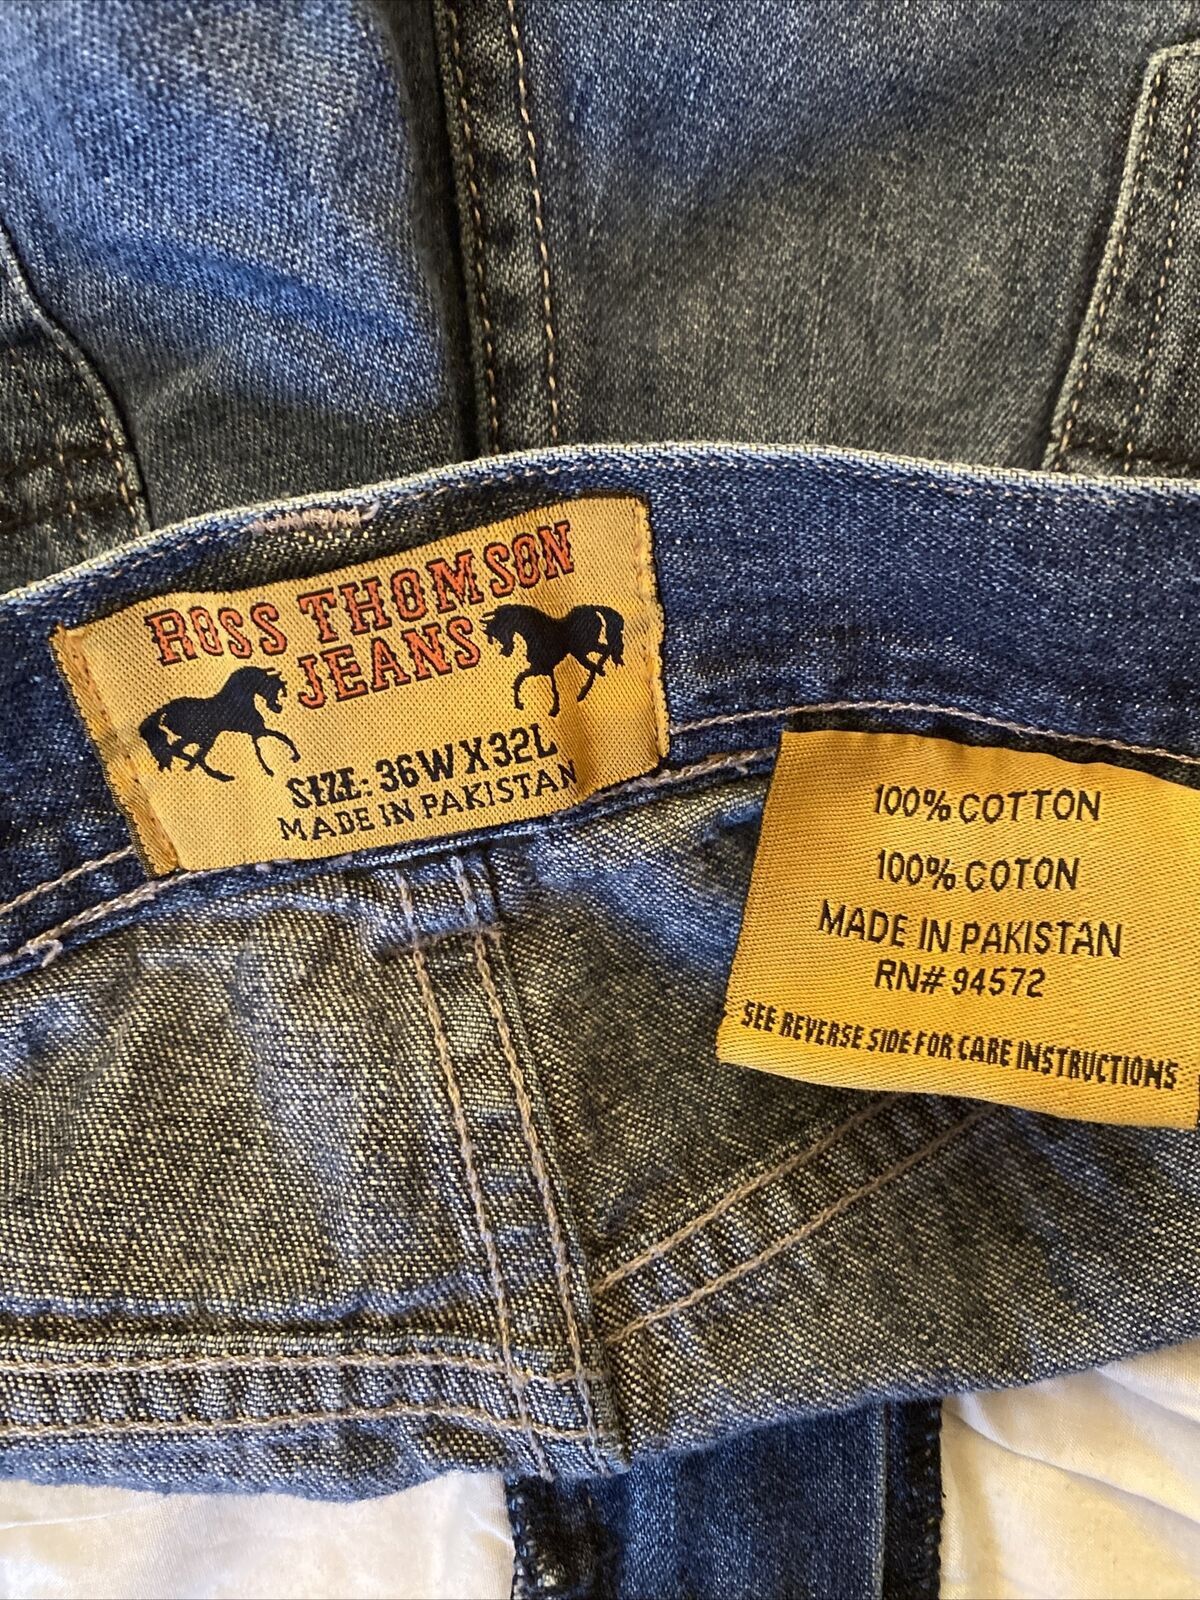 ROSS THOMSON
JEANS
SIZE: 36W X 32L
MADE IN PAKISTAN
100% COTTON
100% COTON
MADE IN PAKISTAN
RN# 94572
SEE REVERSE SIDE FOR CARE INSTRUCTIONS